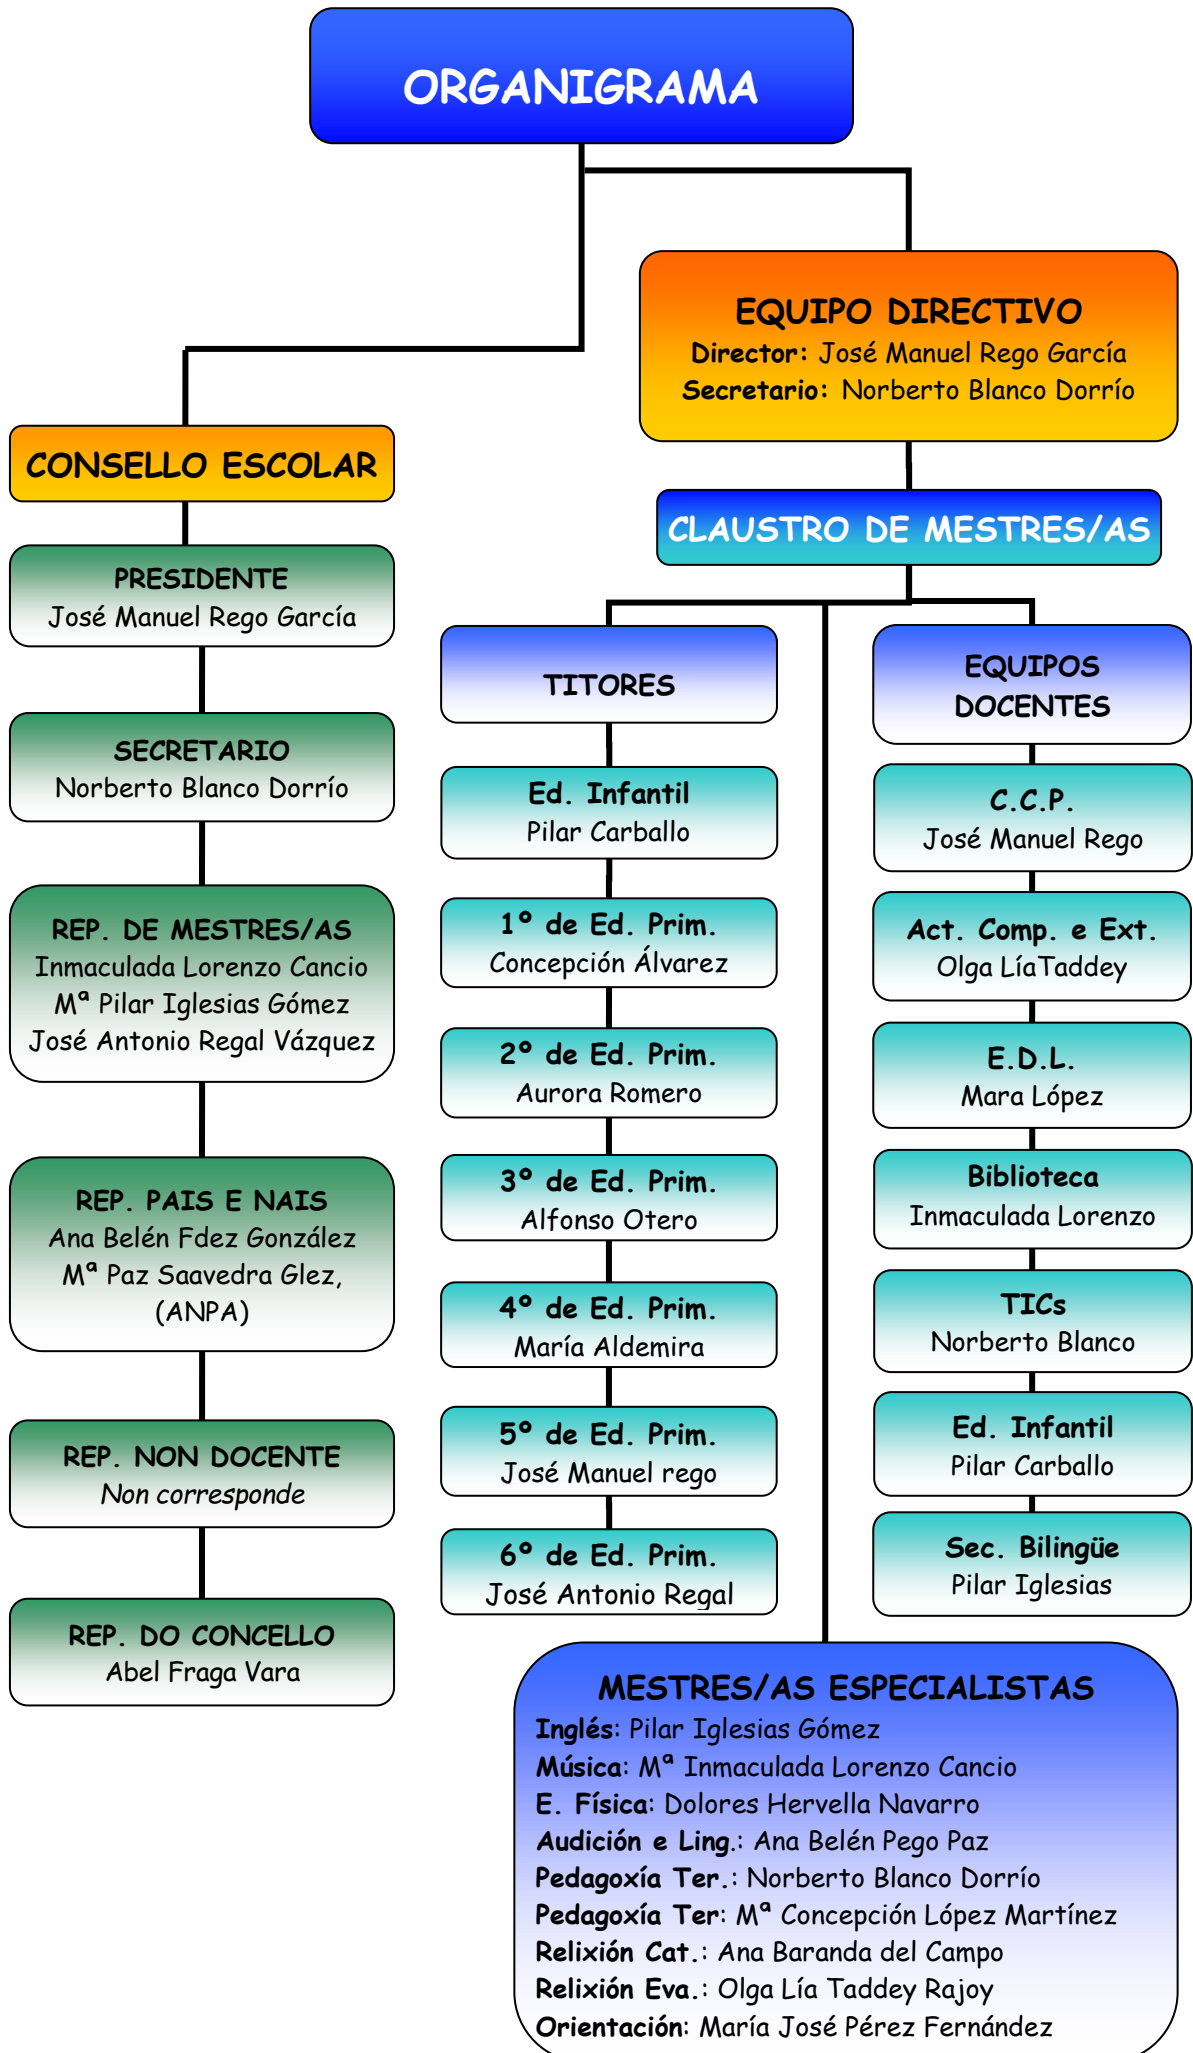 ORGANIGRAMA
EQUIPO DIRECTIVO
Director: José Manuel Rego García
Secretario: Norberto Blanco Dorrío
CONSELLO ESCOLAR
PRESIDENTE
José Manuel Rego García
SECRETARIO
Norberto Blanco Dorrío
REP. DE MESTRES/AS
Inmaculada Lorenzo Cancio
Mª Pilar Iglesias Gómez
José Antonio Regal Vázquez
REP. PAIS E NAIS
Ana Belén Fdez González
Mª Paz Saavedra Glez,
(ANPA)
REP. NON DOCENTE
Non corresponde
REP. DO CONCELLO
Abel Fraga Vara
CLAUSTRO DE MESTRES/AS
TITORES
Ed. Infantil
Pilar Carballo
1º de Ed. Prim.
Concepción Álvarez
2º de Ed. Prim.
Aurora Romero
3º de Ed. Prim.
Alfonso Otero
4º de Ed. Prim.
María Aldemira
5º de Ed. Prim.
José Manuel rego
6º de Ed. Prim.
José Antonio Regal
EQUIPOS
DOCENTES
C.C.P.
José Manuel Rego
Act. Comp. e Ext.
Olga LíaTaddey
E.D.L.
Mara López
Biblioteca
Inmaculada Lorenzo
TICs
Norberto Blanco
Ed. Infantil
Pilar Carballo
Sec. Bilingüe
Pilar Iglesias
MESTRES/AS ESPECIALISTAS
Inglés: Pilar Iglesias Gómez
Música: Mª Inmaculada Lorenzo Cancio
E. Física: Dolores Hervella Navarro
Audición e Ling.: Ana Belén Pego Paz
Pedagoxía Ter.: Norberto Blanco Dorrío
Pedagoxía Ter: Mª Concepción López Martínez
Relixión Cat.: Ana Baranda del Campo
Relixión Eva.: Olga Lía Taddey Rajoy
Orientación: María José Pérez Fernández